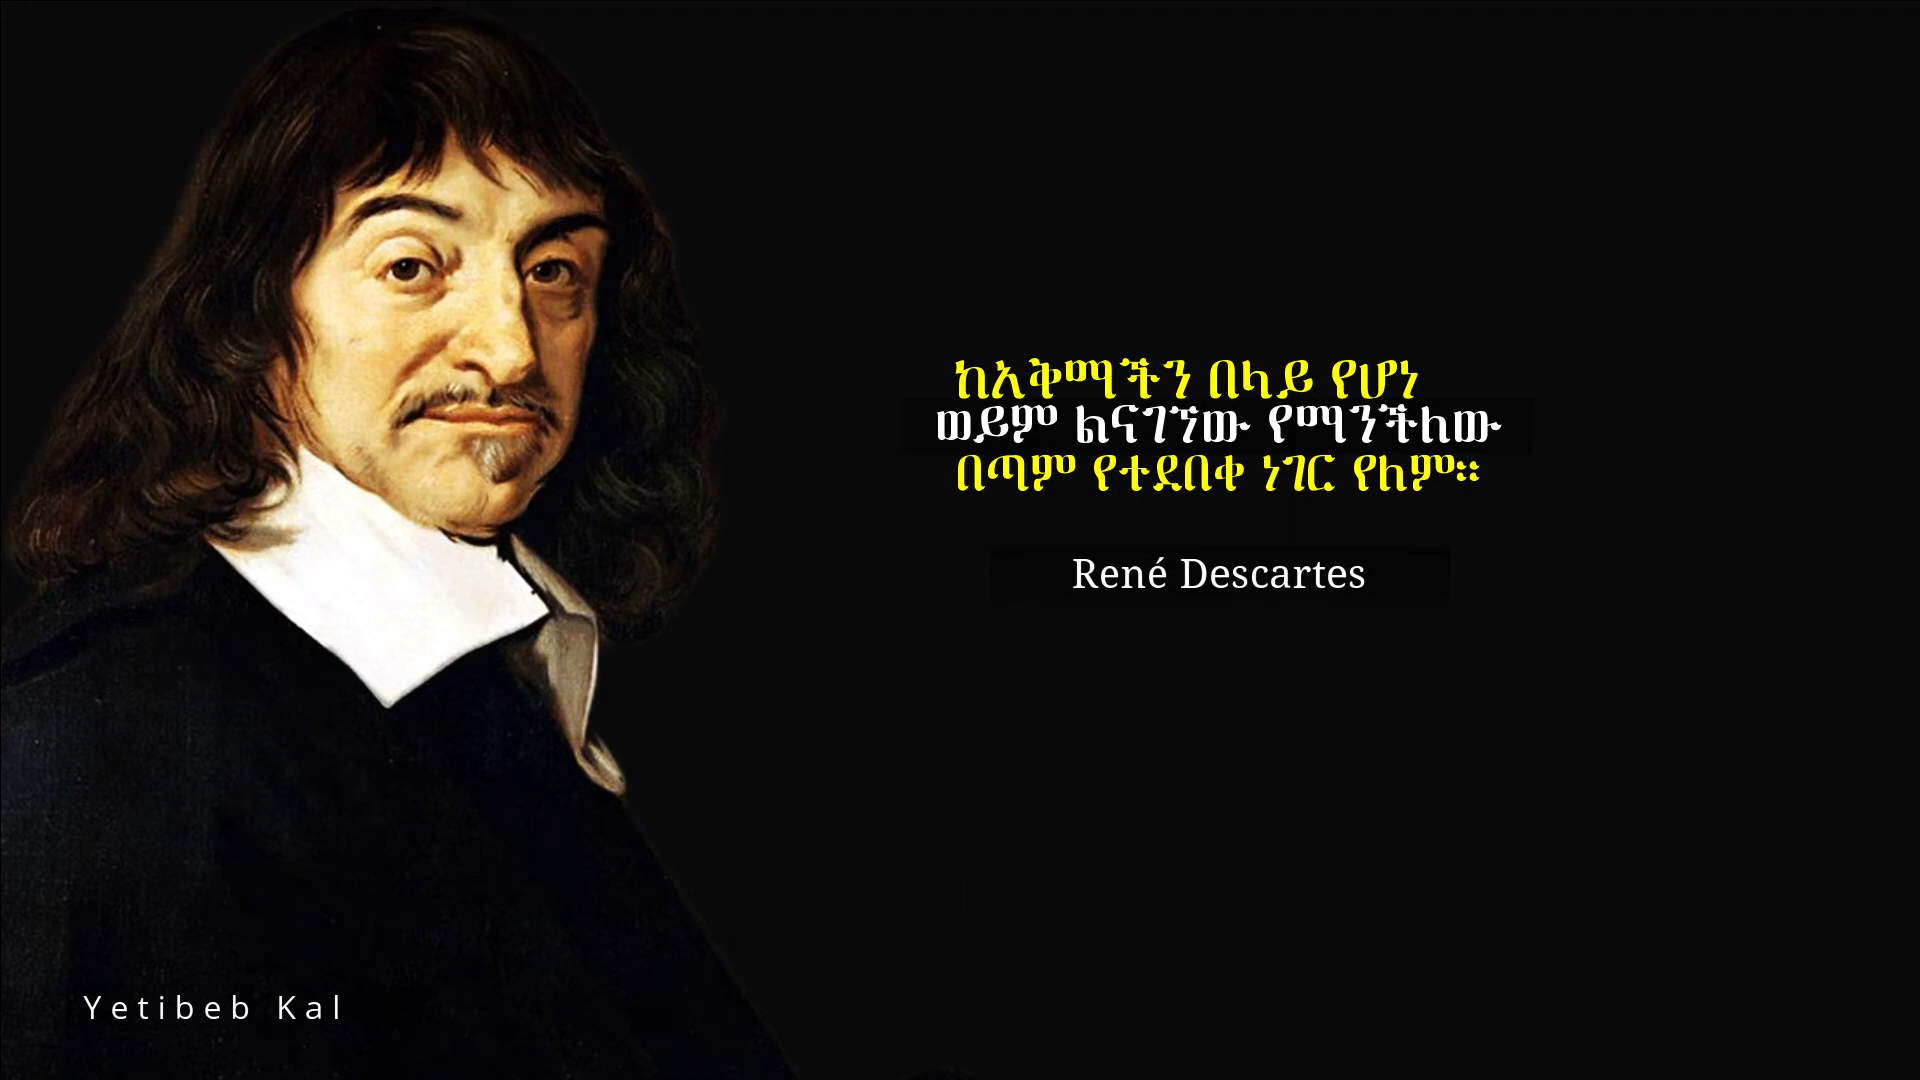 ከአቅማችን በላይ የሆነ
ወይም ልናገኘው የማንችለው
በጣም የተደበቀ ነገር የለም።
René Descartes
Yetibeb Kal